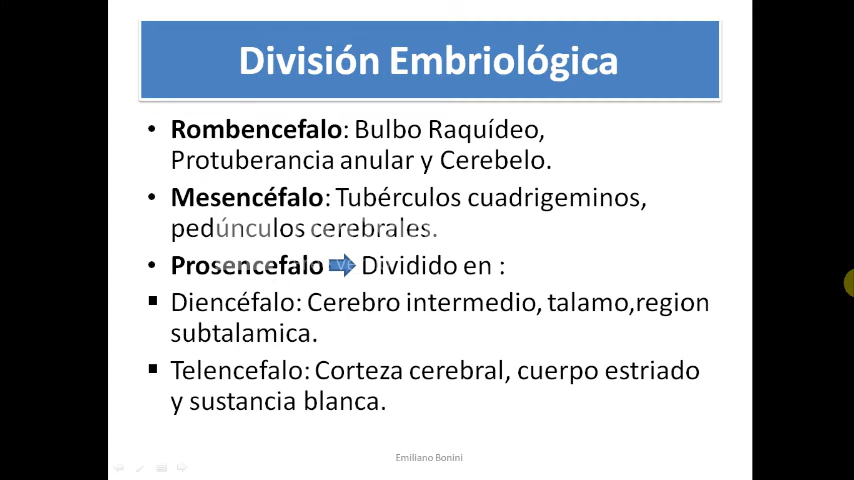 División Embriológica
• Rombencefalo: Bulbo Raquídeo,
Protuberancia anular y Cerebelo.
• Mesencéfalo: Tubérculos cuadrigeminos,
pedúnculos cerebrales.
• Prosencefalo Dividido en :
▪ Diencéfalo: Cerebro intermedio, talamo,region
subtalamica.
▪ Telencefalo: Corteza cerebral, cuerpo estriado
y sustancia blanca.
Emiliano Bonini